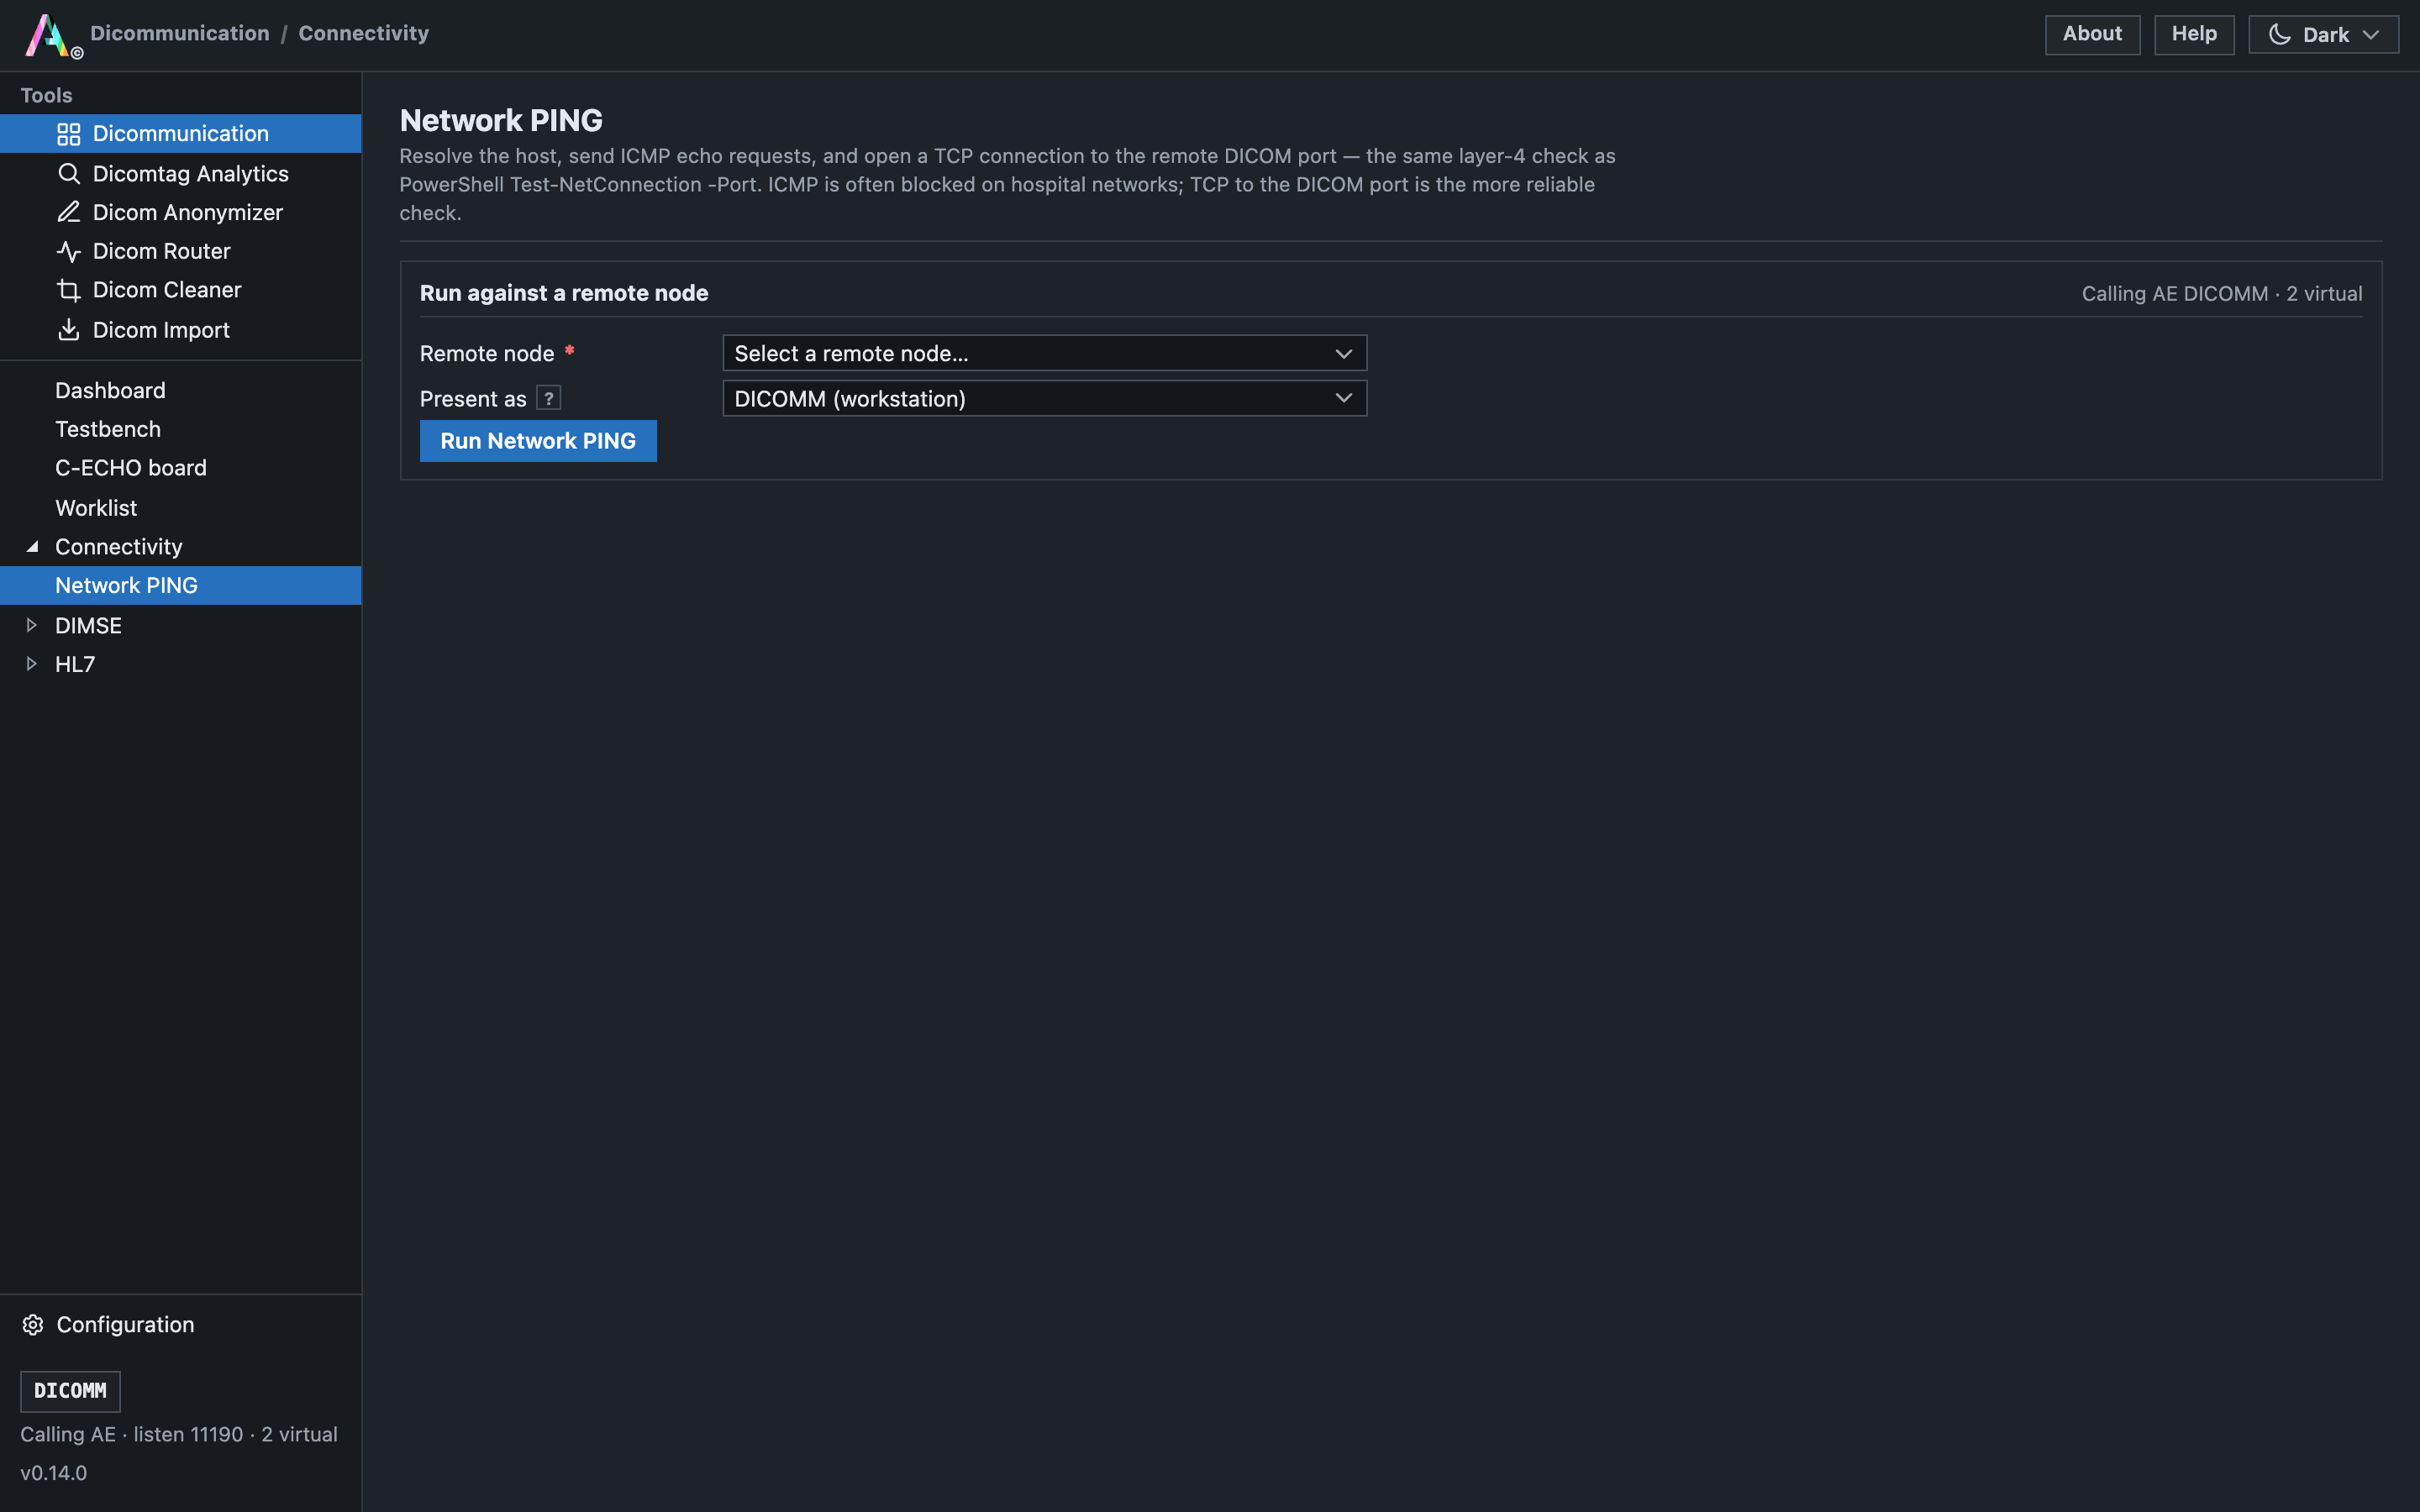 Dicommunication / Connectivity
About
Help
Dark
Tools
Dicommunication
Dicomtag Analytics
Dicom Anonymizer
Dicom Router
Dicom Cleaner
Dicom Import
Dashboard
Testbench
C-ECHO board
Worklist
Connectivity
Network PING
DIMSE
HL7
Configuration
DICOMM
Calling AE · listen 11190 · 2 virtual
v0.14.0
Network PING
Resolve the host, send ICMP echo requests, and open a TCP connection to the remote DICOM port — the same layer-4 check as
PowerShell Test-NetConnection -Port. ICMP is often blocked on hospital networks; TCP to the DICOM port is the more reliable
check.
Run against a remote node
Calling AE DICOMM · 2 virtual
Remote node *
Select a remote node...
Present as ?
DICOMM (workstation)
Run Network PING